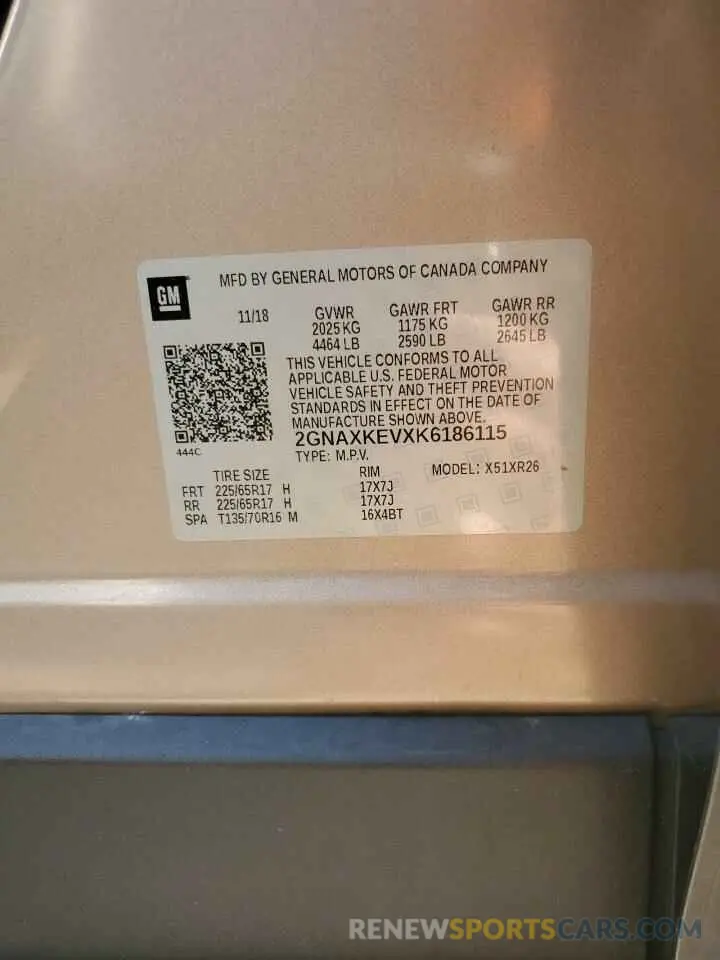 MFD BY GENERAL MOTORS OF CANADA COMPANY
GM
11/18 GVWR GAWR FRT GAWR RR
2025 KG 1175 KG 1200 KG
4464 LB 2590 LB 2645 LB
THIS VEHICLE CONFORMS TO ALL
APPLICABLE U.S. FEDERAL MOTOR
VEHICLE SAFETY AND THEFT PREVENTION
STANDARDS IN EFFECT ON THE DATE OF
MANUFACTURE SHOWN ABOVE.
2GNAXKEVXK6186115
444C
TYPE: M.P.V.
TIRE SIZE RIM MODEL: X51XR26
FRT 225/65R17 H 17X7J
RR 225/65R17 H 17X7J
SPA T135/70R16 M 16X4BT
RENEWSPORTSCARS.COM